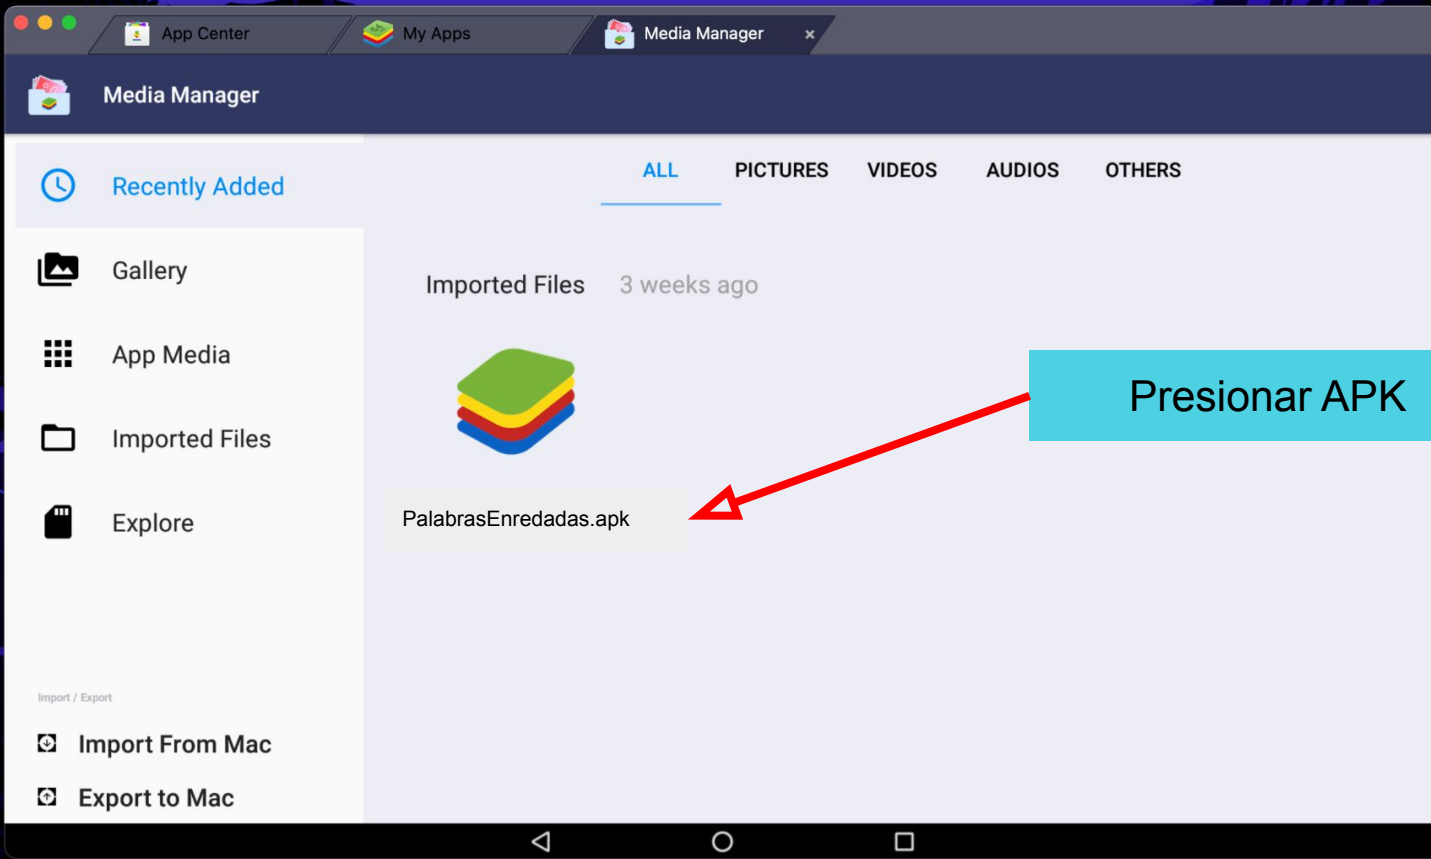 App Center
My Apps
Media Manager
Media Manager
Recently Added
Gallery
App Media
Imported Files
Explore
Import / Export
Import From Mac
Export to Mac
ALL PICTURES VIDEOS AUDIOS OTHERS
Imported Files 3 weeks ago
PalabrasEnredadas.apk
Presionar APK